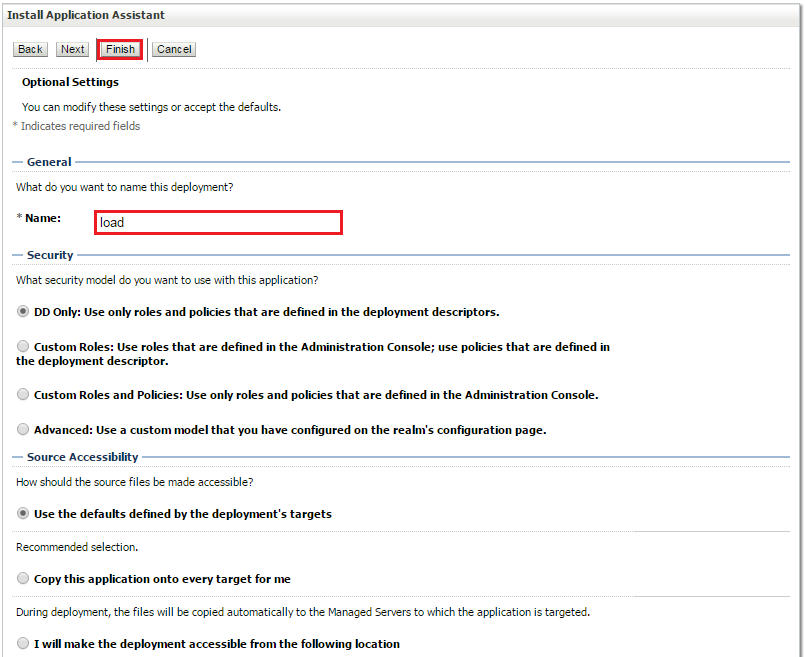 Install Application Assistant
Back Next Finish Cancel
Optional Settings
You can modify these settings or accept the defaults.
* Indicates required fields
General
What do you want to name this deployment?
* Name: load
Security
What security model do you want to use with this application?
DD Only: Use only roles and policies that are defined in the deployment descriptors.
Custom Roles: Use roles that are defined in the Administration Console; use policies that are defined in
the deployment descriptor.
Custom Roles and Policies: Use only roles and policies that are defined in the Administration Console.
Advanced: Use a custom model that you have configured on the realm's configuration page.
Source Accessibility
How should the source files be made accessible?
Use the defaults defined by the deployment's targets
Recommended selection.
Copy this application onto every target for me
During deployment, the files will be copied automatically to the Managed Servers to which the application is targeted.
I will make the deployment accessible from the following location